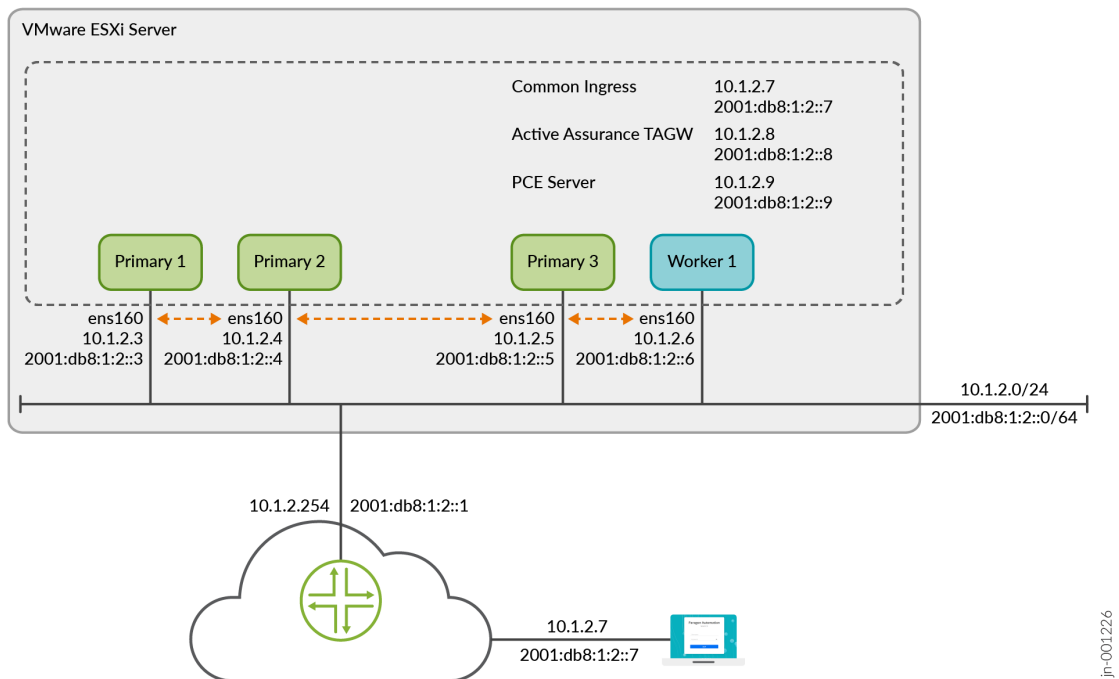 VMware ESXi Server
Common Ingress
10.1.2.7
2001:db8:1:2::7
Active Assurance TAGW
10.1.2.8
2001:db8:1:2::8
PCE Server
10.1.2.9
2001:db8:1:2::9
Primary 1
Primary 2
Primary 3
Worker 1
ens160
10.1.2.3
2001:db8:1:2::3
ens160
10.1.2.4
2001:db8:1:2::4
ens160
10.1.2.5
2001:db8:1:2::5
ens160
10.1.2.6
2001:db8:1:2::6
10.1.2.0/24
2001:db8:1:2::0/64
10.1.2.254
2001:db8:1:2::1
10.1.2.7
2001:db8:1:2::7
Paragon Automation
jn-001226